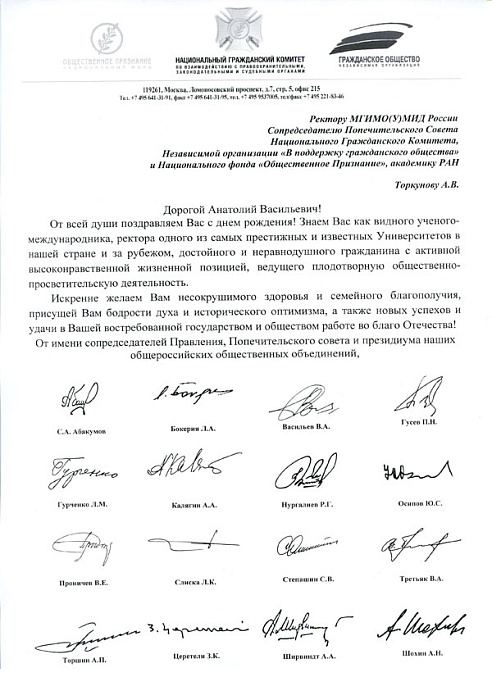 ОБЩЕСТВЕННОЕ ПРИЗНАНИЕ
НАЦИОНАЛЬНЫЙ ФОНД
НАЦИОНАЛЬНЫЙ ГРАЖДАНСКИЙ КОМИТЕТ
ПО ВЗАИМОДЕЙСТВИЮ С ПРАВООХРАНИТЕЛЬНЫМИ,
ЗАКОНОДАТЕЛЬНЫМИ И СУДЕБНЫМИ ОРГАНАМИ
ГРАЖДАНСКОЕ ОБЩЕСТВО
НЕЗАВИСИМАЯ ОРГАНИЗАЦИЯ
119261, Москва, Ломоносовский проспект, д.7, стр. 5, офис 215
Тел. +7 495 641-31-91, факс +7 495 641-31-95, тел. +7 495 9537005, тел/факс +7 495 221-83-46
Ректору МГИМО(У)МИД России
Сопредседателю Попечительского Совета
Национального Гражданского Комитета,
Независимой организации «В поддержку гражданского общества»
и Национального фонда «Общественное Признание», академику РАН
Торкунову А.В.
Дорогой Анатолий Васильевич!
От всей души поздравляем Вас с днем рождения! Знаем Вас как видного ученого-
международника, ректора одного из самых престижных и известных Университетов в
нашей стране и за рубежом, достойного и неравнодушного гражданина с активной
высоконравственной жизненной позицией, ведущего плодотворную общественно-
просветительскую деятельность.
Искренне желаем Вам несокрушимого здоровья и семейного благополучия,
присущей Вам бодрости духа и исторического оптимизма, а также новых успехов и
удачи в Вашей востребованной государством и обществом работе во благо Отечества!
От имени сопредседателей Правления, Попечительского совета и президиума наших
общероссийских общественных объединений,
С.А. Абакумов
Бокерия Л.А.
Васильев В.А.
Гусев П.Н.
Гурченко
Гурченко Л.М.
Калягин А.А.
Нургалиев Р.Г.
Осипов Ю.С.
Проничев В.Е.
Слиска Л.К.
Степашин С.В.
Третьяк В.А.
З. Церетели
Торшин А.П.
Церетели З.К.
Ширвиндт А.А.
Шохин А.Н.